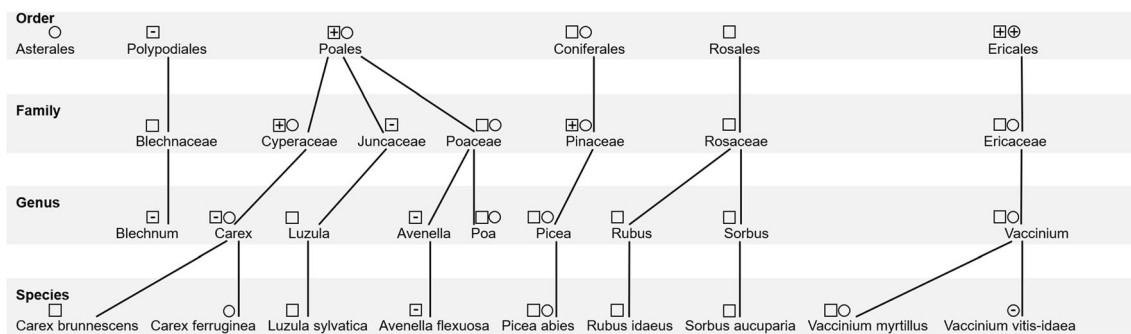 Order
Asterales Polypodiales Poales Coniferales Rosales Ericales
Family
Blechnaceae Cyperaceae Juncaceae Poaceae Pinaceae Rosaceae Ericaceae
Genus
Blechnum Carex Luzula Avenella Poa Picea Rubus Sorbus Vaccinium
Species
Carex brunnescens Carex ferruginea Luzula sylvatica Avenella flexuosa Picea abies Rubus idaeus Sorbus aucuparia Vaccinium myrtillus Vaccinium vitis-idaea